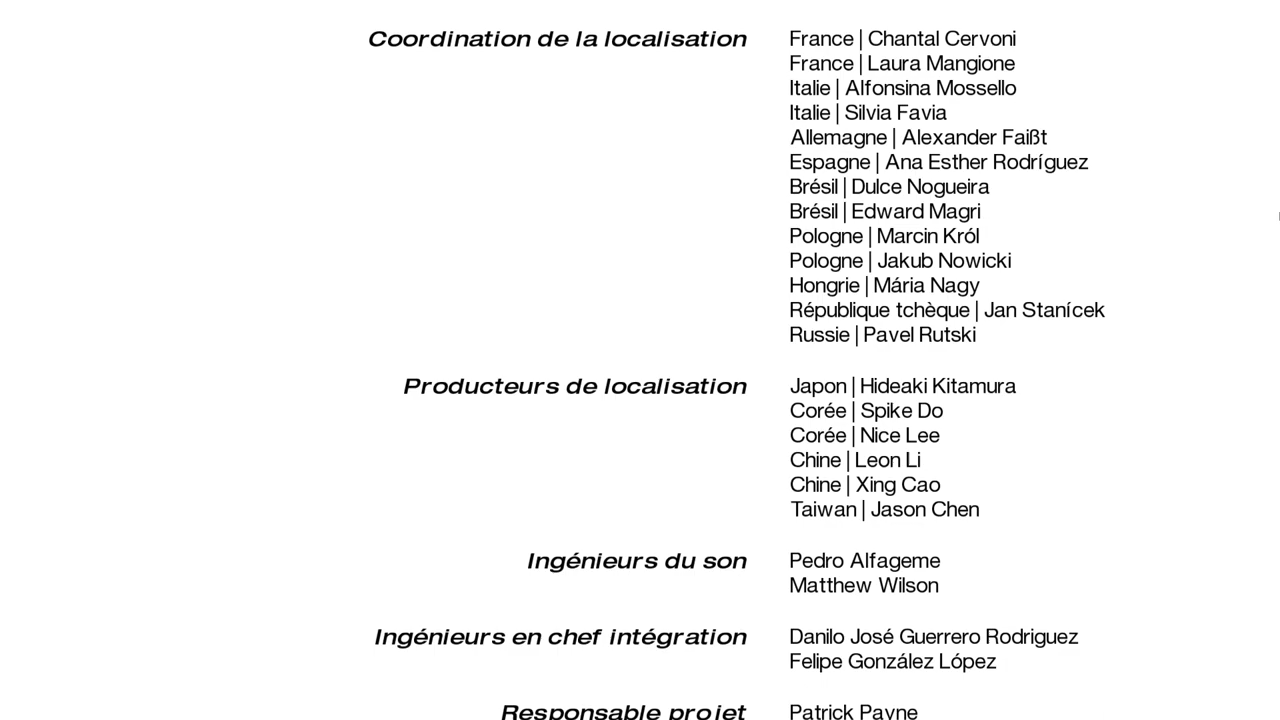 Coordination de la localisation France | Chantal Cervoni
France | Laura Mangione
Italie | Alfonsina Mossello
Italie | Silvia Favia
Allemagne | Alexander Faißt
Espagne | Ana Esther Rodríguez
Brésil | Dulce Nogueira
Brésil | Edward Magri
Pologne | Marcin Król
Pologne | Jakub Nowicki
Hongrie | Mária Nagy
République tchèque | Jan Stanícek
Russie | Pavel Rutski
Producteurs de localisation Japon | Hideaki Kitamura
Corée | Spike Do
Corée | Nice Lee
Chine | Leon Li
Chine | Xing Cao
Taiwan | Jason Chen
Ingénieurs du son Pedro Alfageme
Matthew Wilson
Ingénieurs en chef intégration Danilo José Guerrero Rodriguez
Felipe González López
Responsable projet Patrick Payne